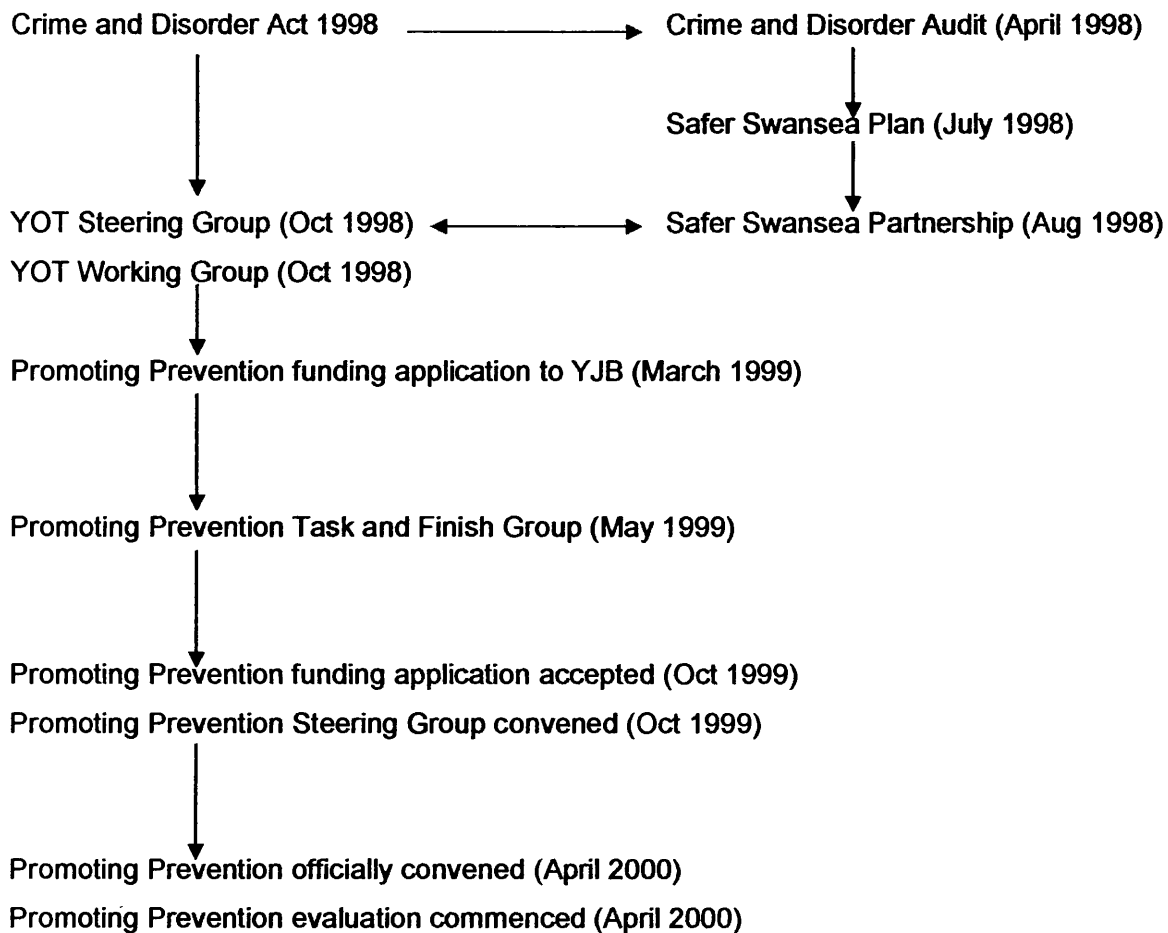 Crime and Disorder Act 1998
Crime and Disorder Audit (April 1998)
Safer Swansea Plan (July 1998)
YOT Steering Group (Oct 1998)
Safer Swansea Partnership (Aug 1998)
YOT Working Group (Oct 1998)
Promoting Prevention funding application to YJB (March 1999)
Promoting Prevention Task and Finish Group (May 1999)
Promoting Prevention funding application accepted (Oct 1999)
Promoting Prevention Steering Group convened (Oct 1999)
Promoting Prevention officially convened (April 2000)
Promoting Prevention evaluation commenced (April 2000)